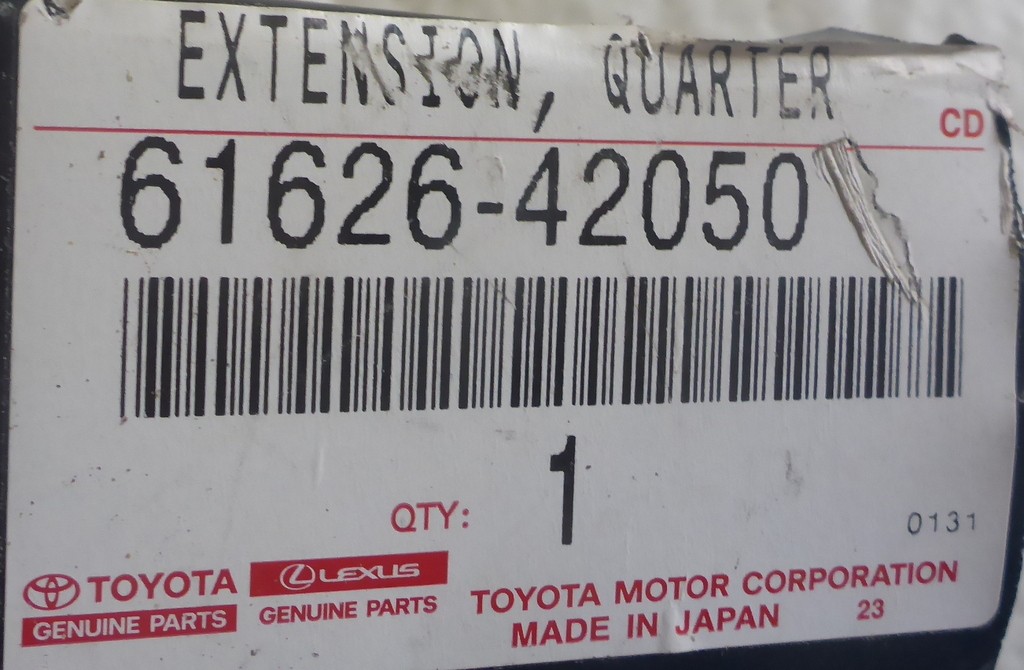 EXTENSION, QUARTER
CD
61626-42050
QTY: 1
0131
TOYOTA
GENUINE PARTS
LEXUS
GENUINE PARTS
TOYOTA MOTOR CORPORATION
MADE IN JAPAN 23